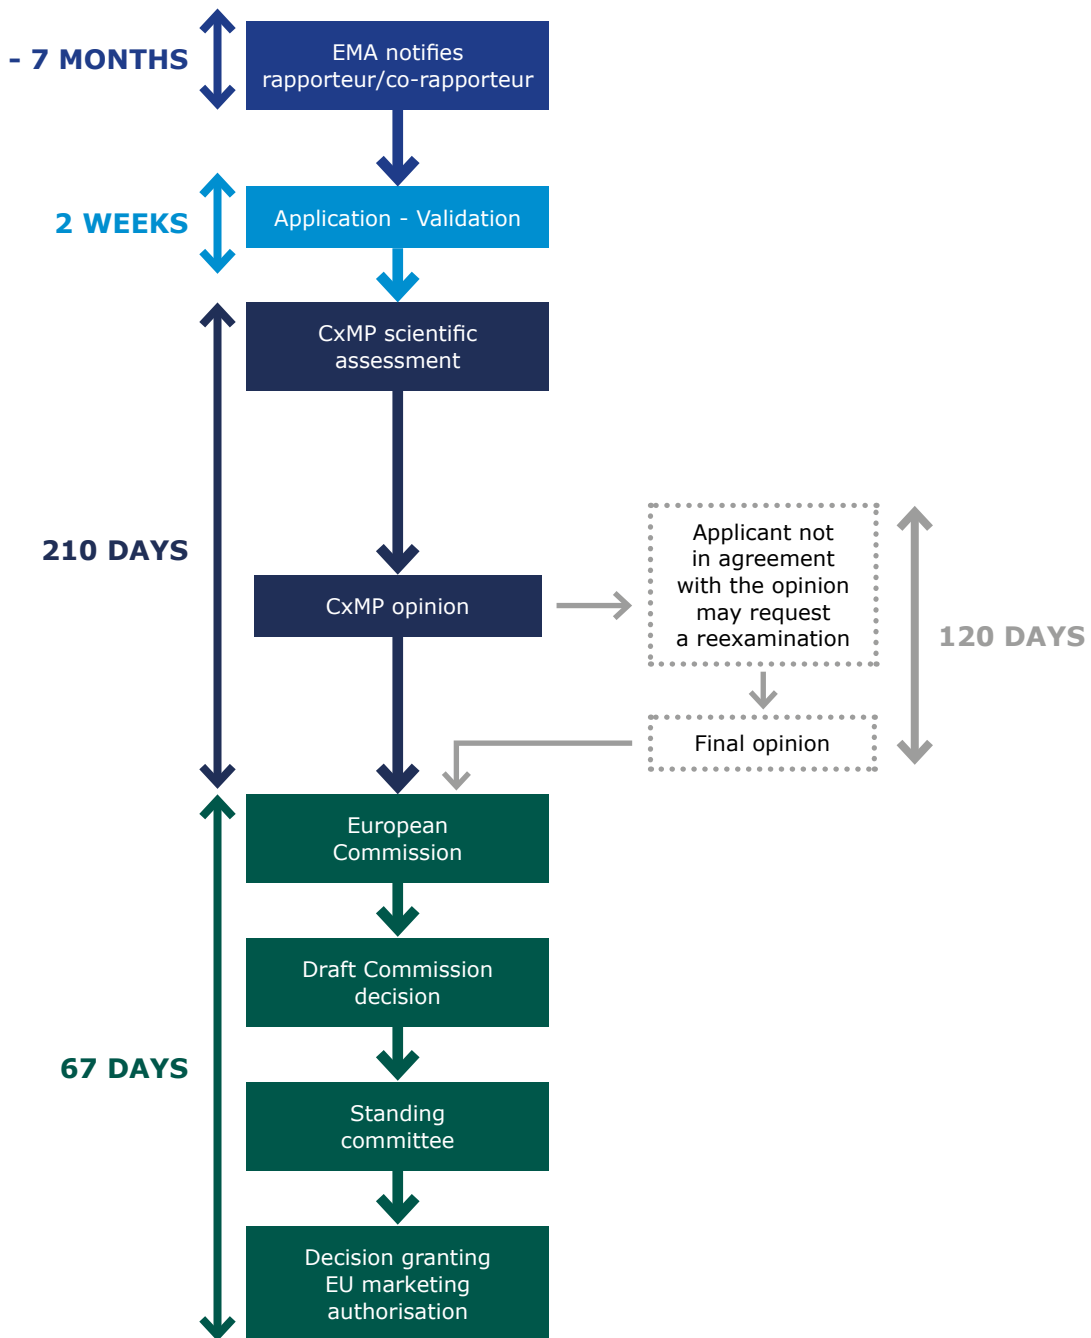 - 7 MONTHS
EMA notifies
rapporteur/co-rapporteur
2 WEEKS
Application - Validation
CxMP scientific
assessment
210 DAYS
CxMP opinion
Applicant not
in agreement
with the opinion
may request
a reexamination
120 DAYS
Final opinion
European
Commission
Draft Commission
decision
67 DAYS
Standing
committee
Decision granting
EU marketing
authorisation